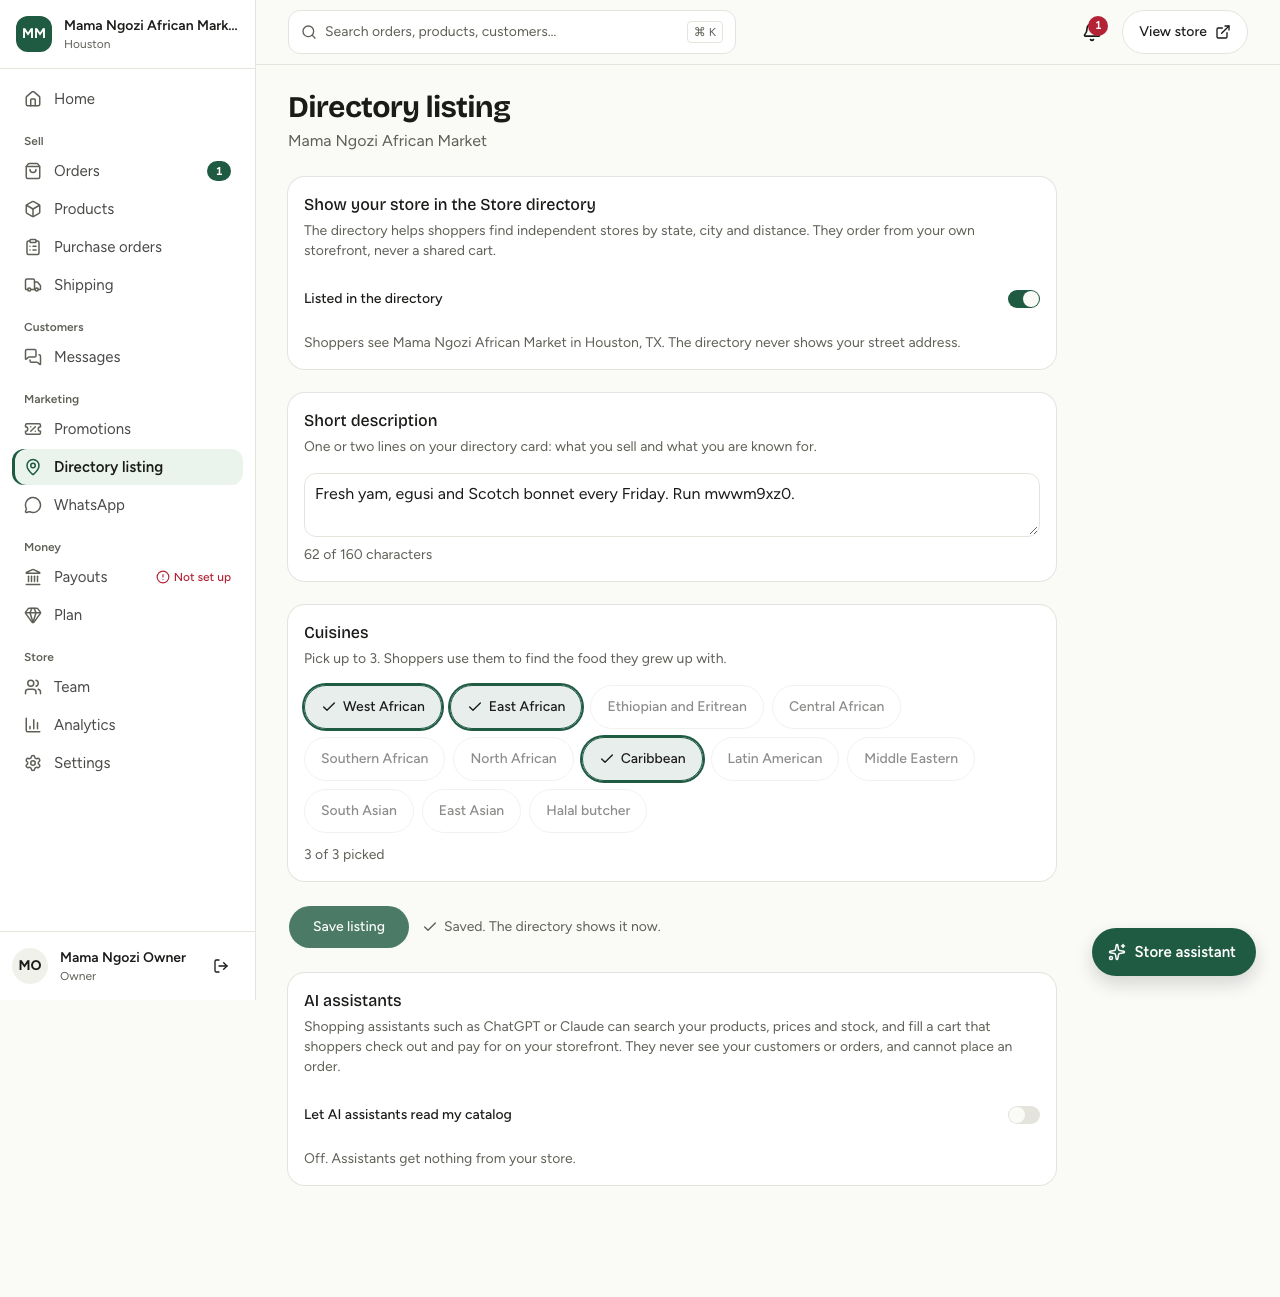 MM
Mama Ngozi African Mark...
Houston
Search orders, products, customers...
⌘ K
1
View store
Home
Sell
Orders
1
Products
Purchase orders
Shipping
Customers
Messages
Marketing
Promotions
Directory listing
WhatsApp
Money
Payouts
Not set up
Plan
Store
Team
Analytics
Settings
MO
Mama Ngozi Owner
Owner
Directory listing
Mama Ngozi African Market
Show your store in the Store directory
The directory helps shoppers find independent stores by state, city and distance. They order from your own
storefront, never a shared cart.
Listed in the directory
Shoppers see Mama Ngozi African Market in Houston, TX. The directory never shows your street address.
Short description
One or two lines on your directory card: what you sell and what you are known for.
Fresh yam, egusi and Scotch bonnet every Friday. Run mwwm9xz0.
62 of 160 characters
Cuisines
Pick up to 3. Shoppers use them to find the food they grew up with.
West African
East African
Ethiopian and Eritrean
Central African
Southern African
North African
Caribbean
Latin American
Middle Eastern
South Asian
East Asian
Halal butcher
3 of 3 picked
Save listing
Saved. The directory shows it now.
Store assistant
AI assistants
Shopping assistants such as ChatGPT or Claude can search your products, prices and stock, and fill a cart that
shoppers check out and pay for on your storefront. They never see your customers or orders, and cannot place an
order.
Let AI assistants read my catalog
Off. Assistants get nothing from your store.